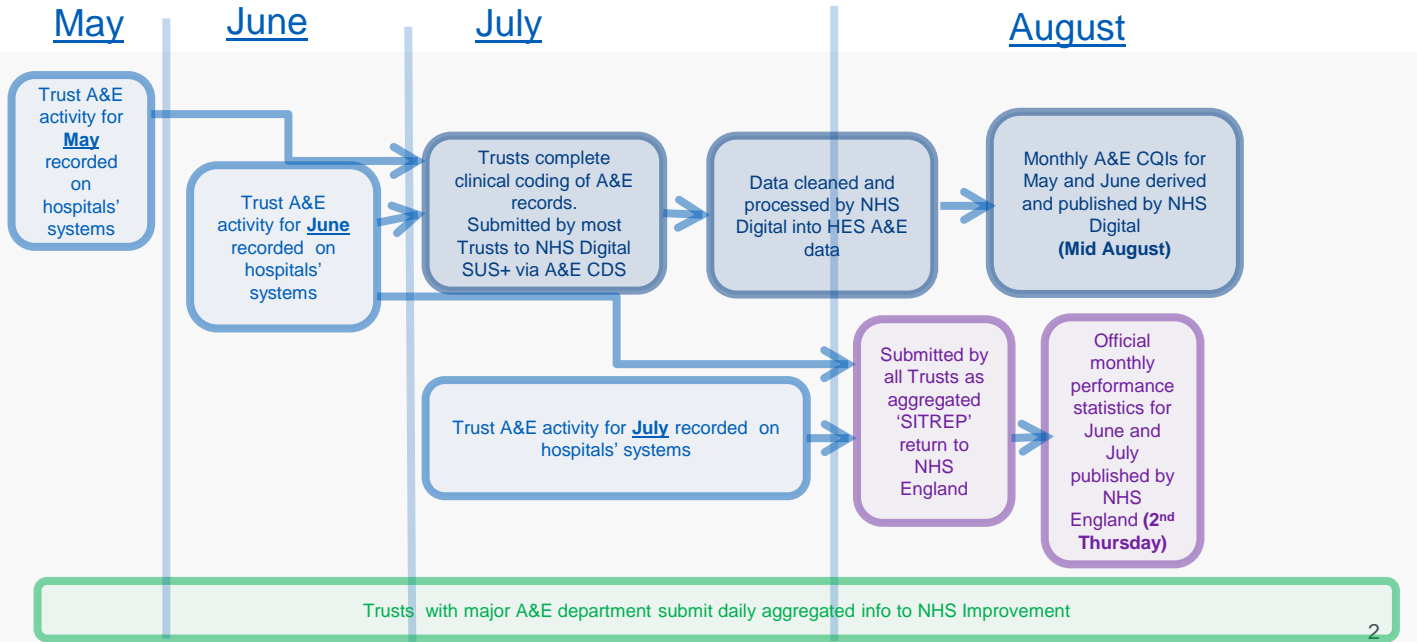 May
June
July
August
Trust A&E
activity for
May
recorded
on
hospitals'
systems
Trust A&E
activity for June
recorded on
hospitals'
systems
Trusts complete
clinical coding of A&E
records.
Submitted by most
Trusts to NHS Digital
SUS+ via A&E CDS
Data cleaned and
processed by NHS
Digital into HES A&E
data
Monthly A&E CQIs for
May and June derived
and published by NHS
Digital
(Mid August)
Trust A&E activity for July recorded on
hospitals' systems
Submitted by
all Trusts as
aggregated
‘SITREP’
return to
NHS
England
Official
monthly
performance
statistics for
June and
July
published by
NHS
England (2nd
Thursday)
Trusts with major A&E department submit daily aggregated info to NHS Improvement
2